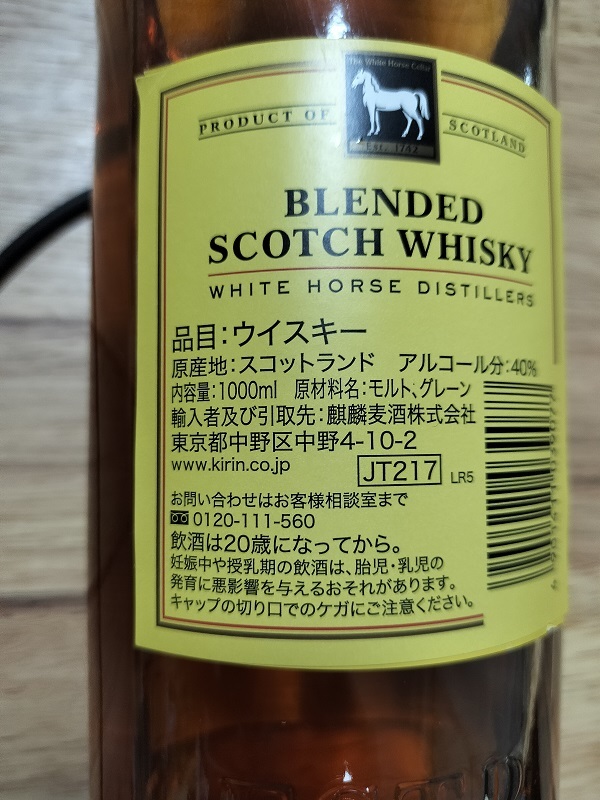 The White Horse Cellar
Est. 1742
PRODUCT OF SCOTLAND
BLENDED
SCOTCH WHISKY
WHITE HORSE DISTILLERS
品目:ウイスキー
原産地:スコットランド アルコール分:40%
内容量:1000ml 原材料名:モルト、グレーン
輸入者及び引取先:麒麟麦酒株式会社
東京都中野区中野4-10-2
www.kirin.co.jp JT217 LR5
お問い合わせはお客様相談室まで
0120-111-560
飲酒は20歳になってから。
妊娠中や授乳期の飲酒は、胎児・乳児の
発育に悪影響を与えるおそれがあります。
キャップの切り口でのケガにご注意ください。